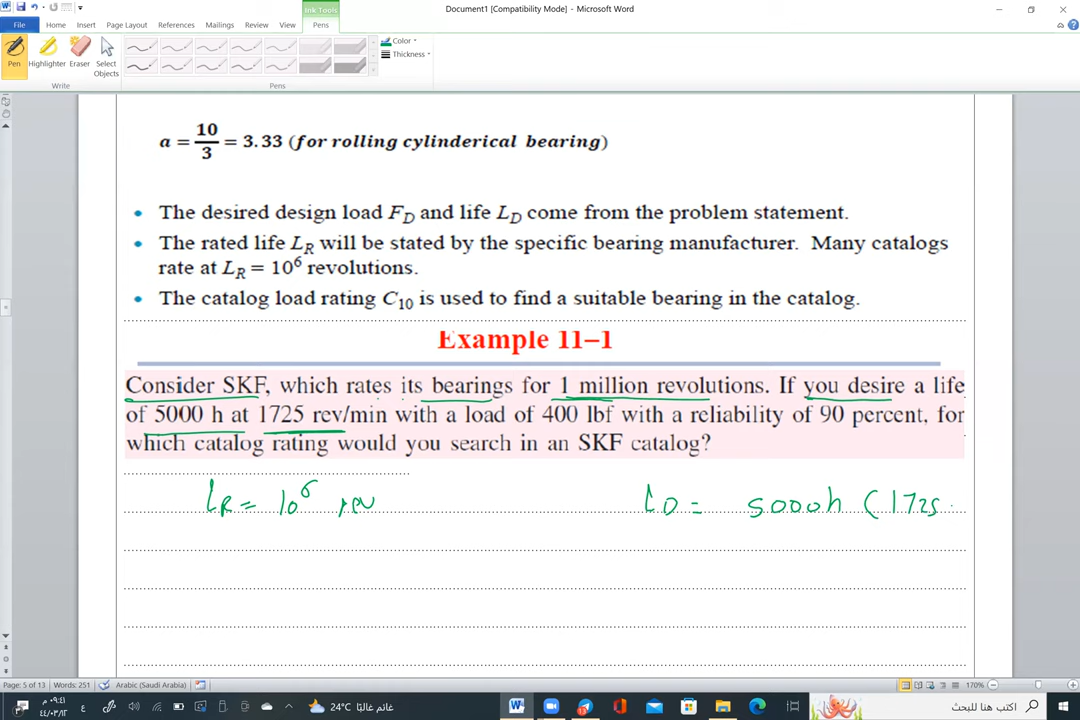 Document1 [Compatibility Mode] - Microsoft Word
Ink Tools
File Home Insert Page Layout References Mailings Review View Pens
Pen Highlighter Eraser Select Objects
Color
Thickness
Write Pens
a = 10/3 = 3.33 (for rolling cylinderical bearing)
• The desired design load F_D and life L_D come from the problem statement.
• The rated life L_R will be stated by the specific bearing manufacturer. Many catalogs
rate at L_R = 10^6 revolutions.
• The catalog load rating C_10 is used to find a suitable bearing in the catalog.
Example 11–1
Consider SKF, which rates its bearings for 1 million revolutions. If you desire a life
of 5000 h at 1725 rev/min with a load of 400 lbf with a reliability of 90 percent, for
which catalog rating would you search in an SKF catalog?
L_R = 10^6 rev L_D = 5000h (1725
Page: 5 of 13 Words: 251 Arabic (Saudi Arabia) 170%
٠٩:٤١ م
٤٤/٠٣/١٢
ع
24°C غائم غالبًا
اكتب هنا للبحث